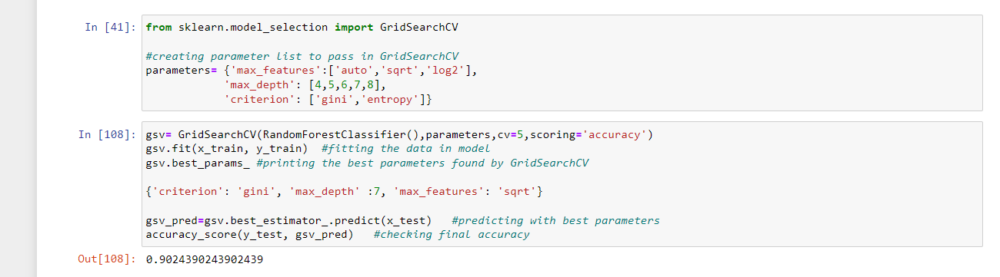 In [41]: from sklearn.model_selection import GridSearchCV
#creating parameter list to pass in GridSearchCV
parameters= {'max_features':['auto','sqrt','log2'],
'max_depth': [4,5,6,7,8],
'criterion': ['gini','entropy']}
In [108]: gsv= GridSearchCV(RandomForestClassifier(),parameters,cv=5,scoring='accuracy')
gsv.fit(x_train, y_train)  #fitting the data in model
gsv.best_params_ #printing the best parameters found by GridSearchCV
{'criterion': 'gini', 'max_depth' :7, 'max_features': 'sqrt'}
gsv_pred=gsv.best_estimator_.predict(x_test)   #predicting with best parameters
accuracy_score(y_test, gsv_pred)   #checking final accuracy
Out[108]: 0.9024390243902439